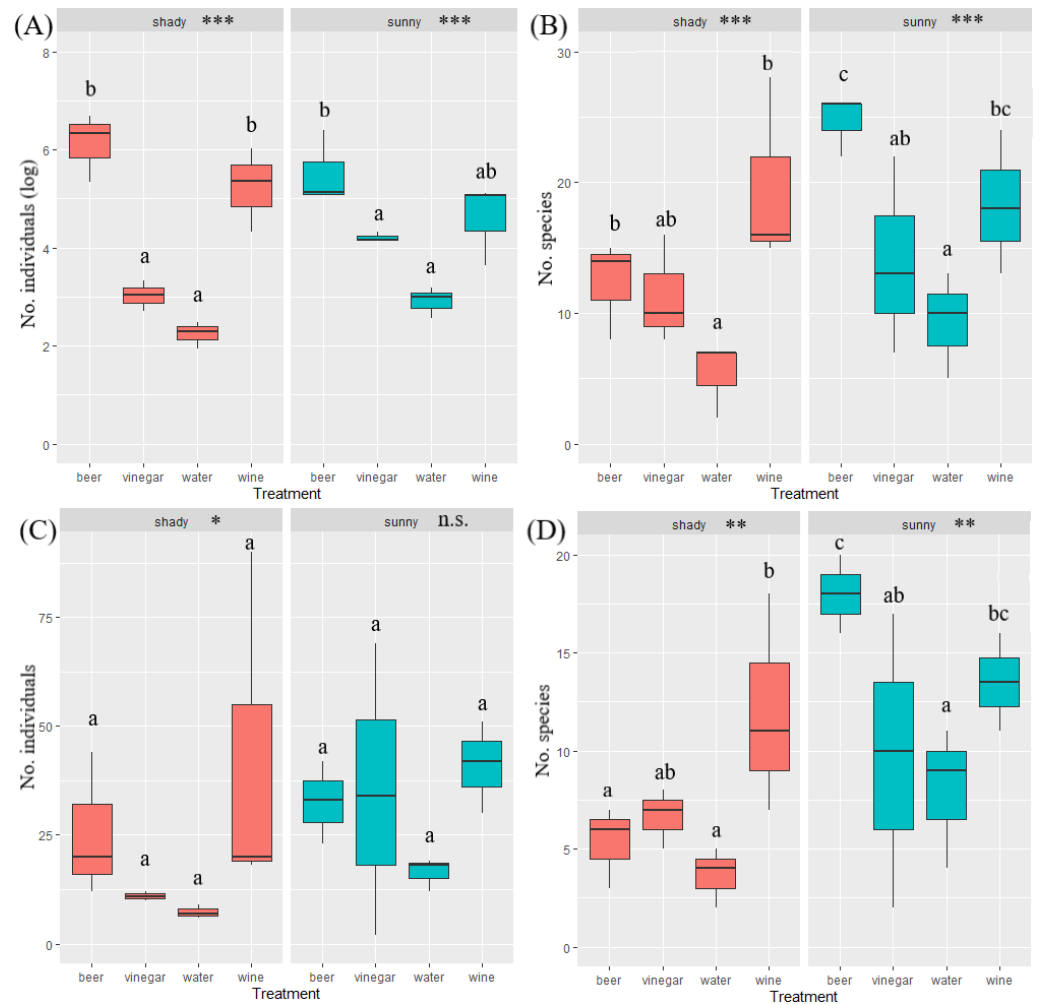 (A)
shady ***
sunny ***
No. individuals (log)
8
6
4
2
0
b
a
a
b
b
a
a
ab
beer vinegar water wine
beer vinegar water wine
Treatment
(B)
shady ***
sunny ***
No. species
30
20
10
0
b
ab
a
b
c
ab
a
bc
beer vinegar water wine
beer vinegar water wine
Treatment
(C)
shady *
sunny n.s.
No. individuals
75
50
25
0
a
a
a
a
a
a
a
a
beer vinegar water wine
beer vinegar water wine
Treatment
(D)
shady **
sunny **
No. species
20
15
10
5
0
a
ab
a
b
c
ab
a
bc
beer vinegar water wine
beer vinegar water wine
Treatment